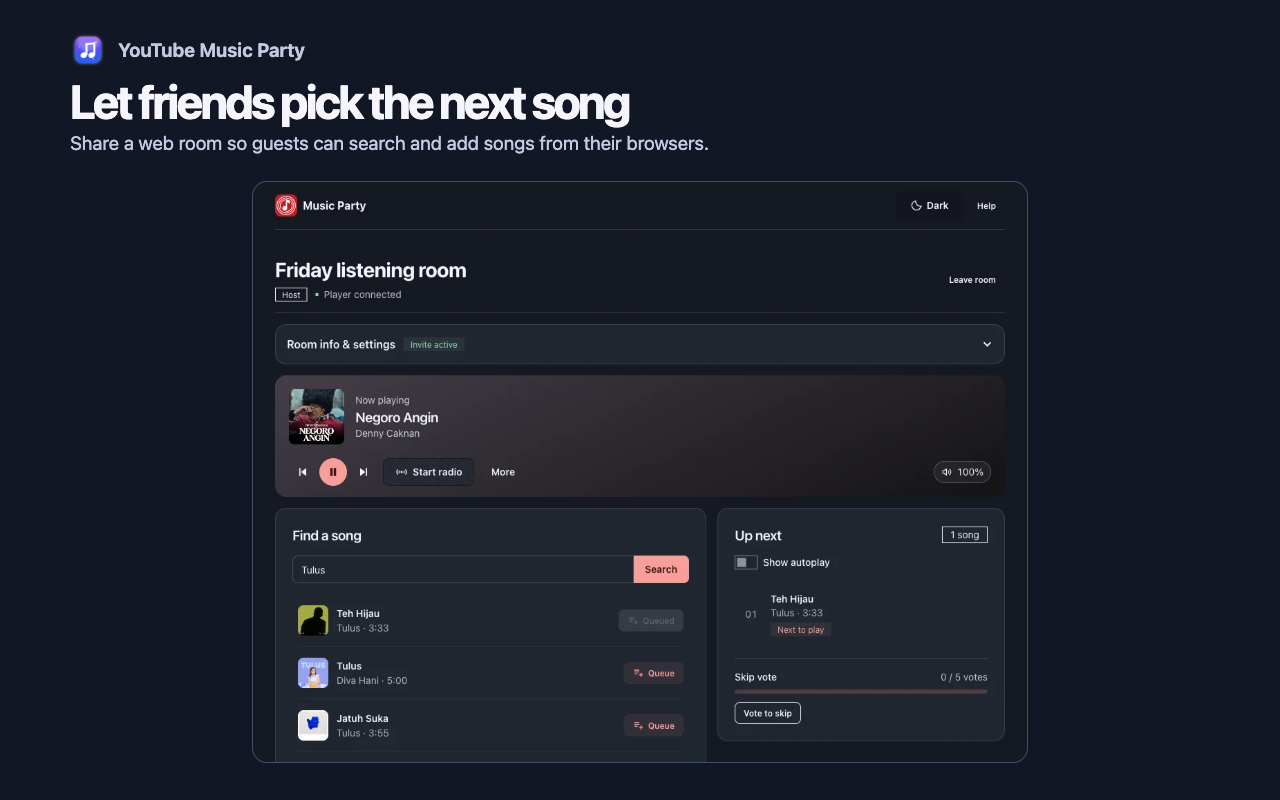 YouTube Music Party
Let friends pick the next song
Share a web room so guests can search and add songs from their browsers.
Music Party
Dark
Help
Friday listening room
Leave room
Host
Player connected
Room info & settings
Invite active
Now playing
Negoro Angin
Denny Caknan
NEGORO
ANGIN
Start radio
More
100%
Find a song
Tulus
Search
Teh Hijau
Tulus · 3:33
Queued
TULUS
Tulus
Diva Hani · 5:00
Queue
Jatuh Suka
Tulus · 3:55
Queue
Up next
1 song
Show autoplay
01
Teh Hijau
Tulus · 3:33
Next to play
Skip vote
0 / 5 votes
Vote to skip